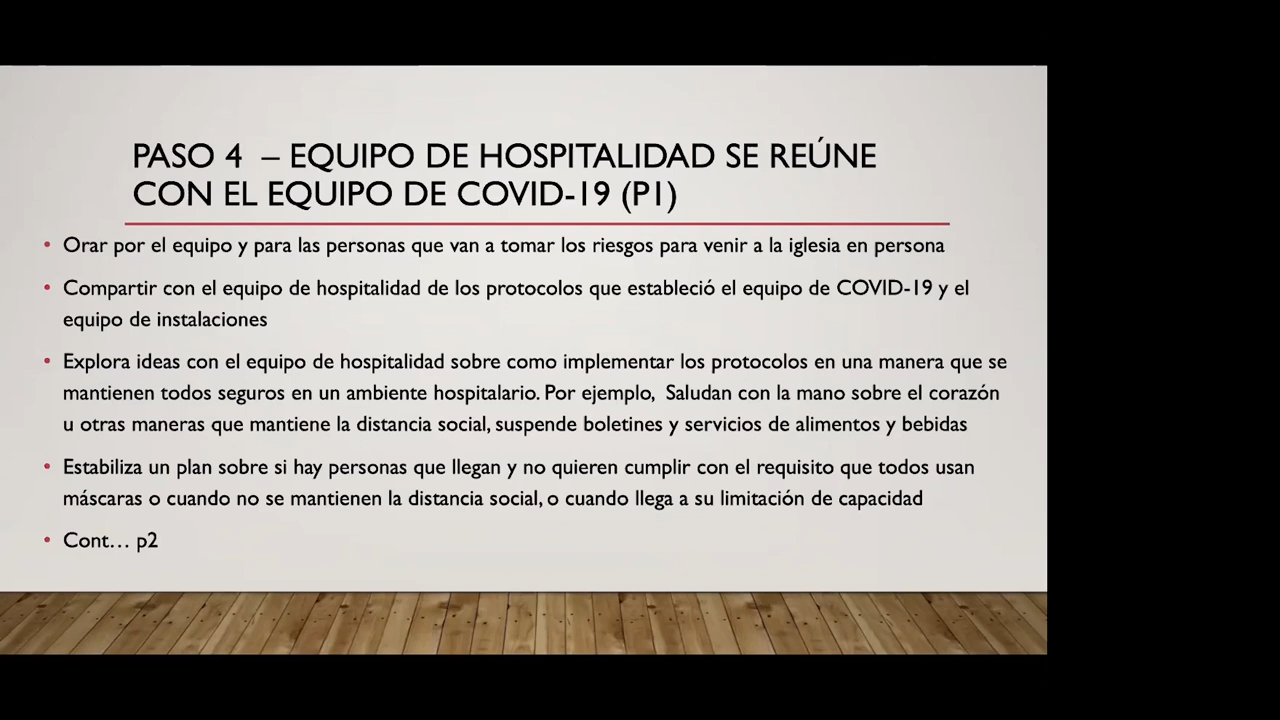 PASO 4 – EQUIPO DE HOSPITALIDAD SE REÚNE
CON EL EQUIPO DE COVID-19 (P1)
• Orar por el equipo y para las personas que van a tomar los riesgos para venir a la iglesia en persona
• Compartir con el equipo de hospitalidad de los protocolos que estableció el equipo de COVID-19 y el
equipo de instalaciones
• Explora ideas con el equipo de hospitalidad sobre como implementar los protocolos en una manera que se
mantienen todos seguros en un ambiente hospitalario. Por ejemplo, Saludan con la mano sobre el corazón
u otras maneras que mantiene la distancia social, suspende boletines y servicios de alimentos y bebidas
• Estabiliza un plan sobre si hay personas que llegan y no quieren cumplir con el requisito que todos usan
máscaras o cuando no se mantienen la distancia social, o cuando llega a su limitación de capacidad
• Cont… p2